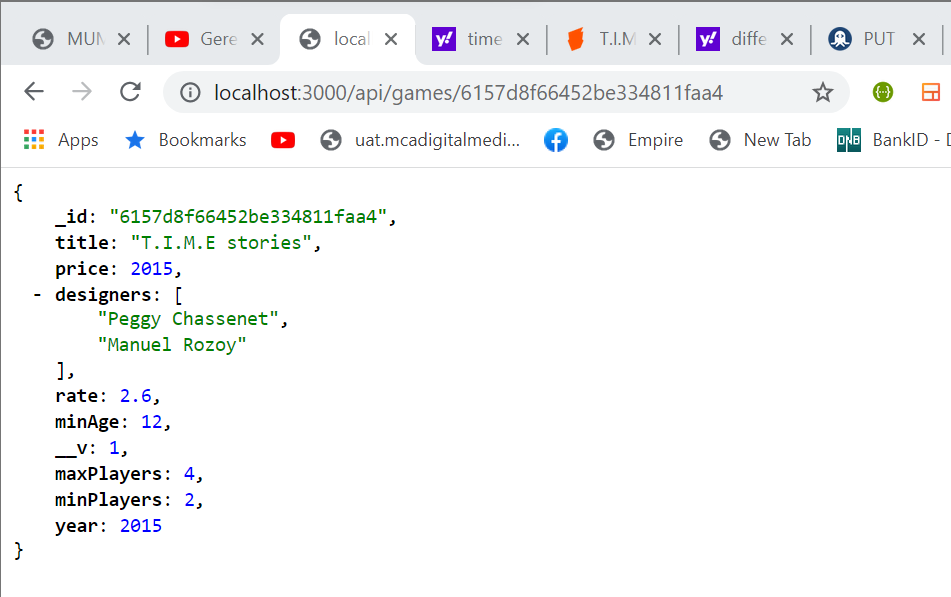 MUM
Gere
local
time
T.I.M
diffe
PUT
localhost:3000/api/games/6157d8f66452be334811faa4
Apps Bookmarks uat.mcadigitalmedi... Empire New Tab DNB BankID - D
{
_id: "6157d8f66452be334811faa4",
title: "T.I.M.E stories",
price: 2015,
- designers: [
"Peggy Chassenet",
"Manuel Rozoy"
],
rate: 2.6,
minAge: 12,
__v: 1,
maxPlayers: 4,
minPlayers: 2,
year: 2015
}